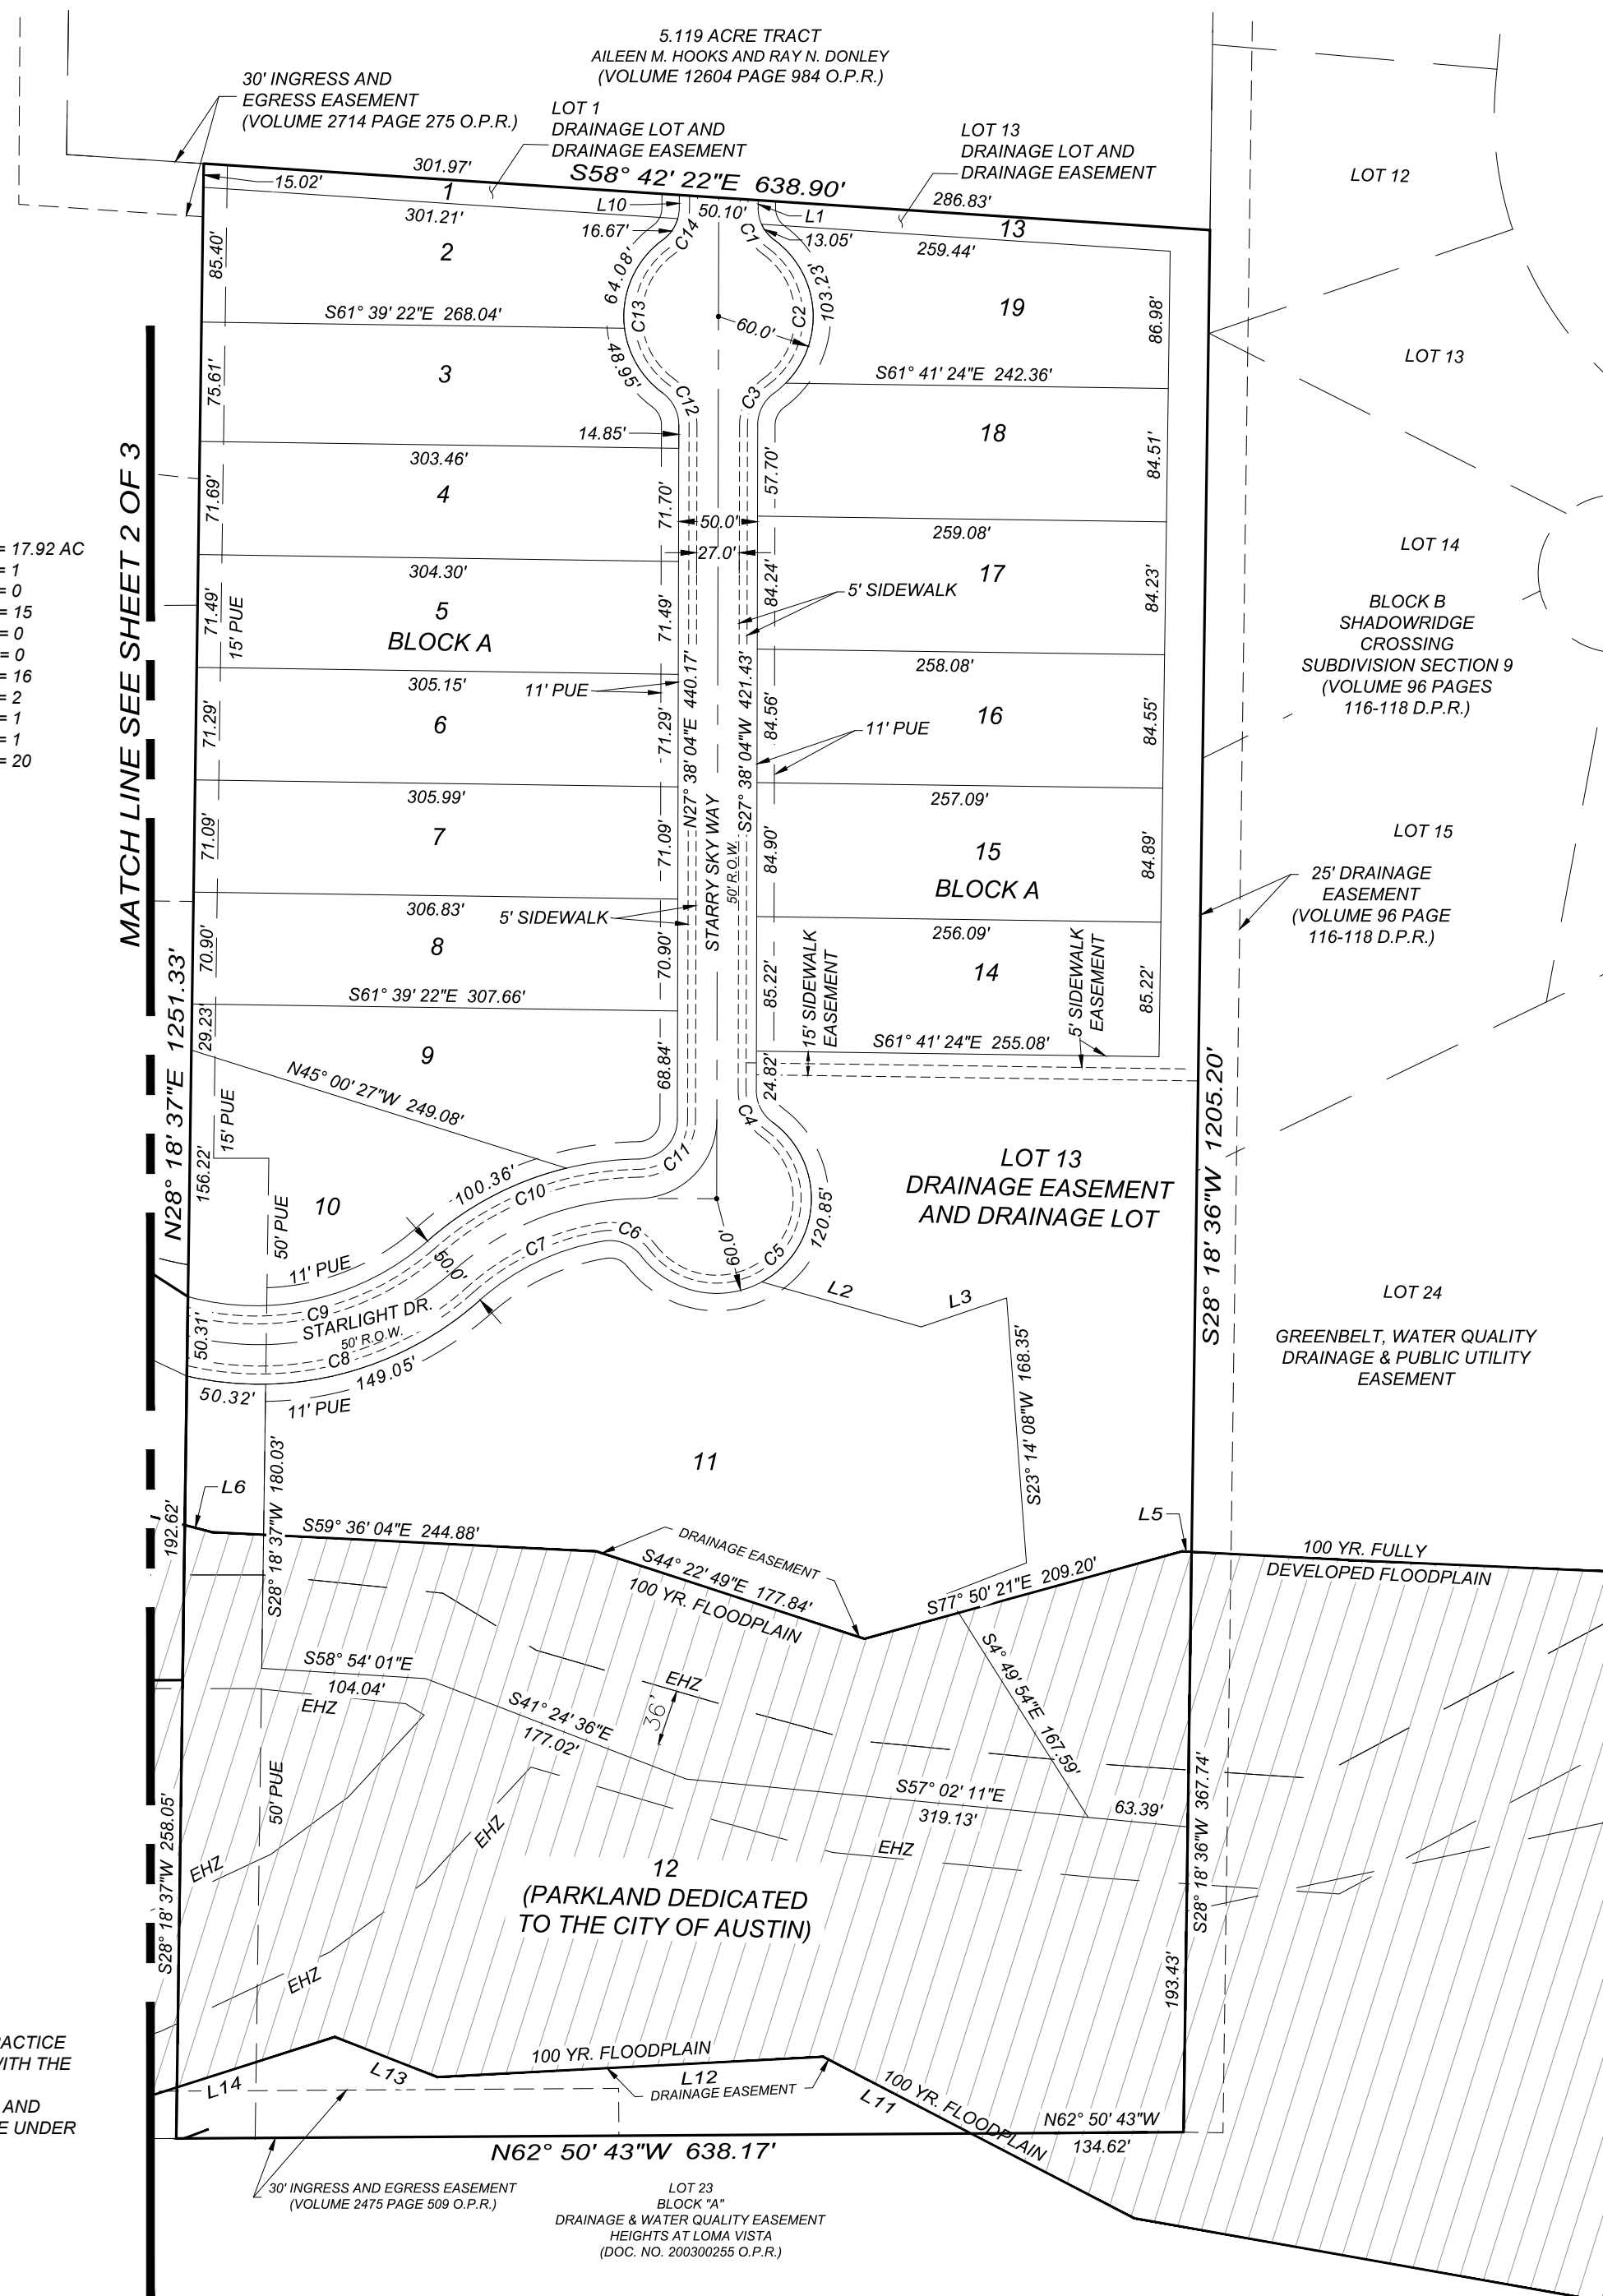 5.119 ACRE TRACT
AILEEN M. HOOKS AND RAY N. DONLEY
(VOLUME 12604 PAGE 984 O.P.R.)
30' INGRESS AND
EGRESS EASEMENT
(VOLUME 2714 PAGE 275 O.P.R.)
LOT 1
DRAINAGE LOT AND
DRAINAGE EASEMENT
LOT 13
DRAINAGE LOT AND
DRAINAGE EASEMENT
301.97'
S58° 42' 22"E 638.90'
286.83'
15.02'
1
L10
50.10'
L1
13
301.21'
16.67'
C14
C1
13.05'
259.44'
LOT 12
85.40'
2
64.08'
C13
C2
103.23'
19
86.98'
60.0'
S61° 39' 22"E 268.04'
48.95'
C12
C3
S61° 41' 24"E 242.36'
LOT 13
75.61'
3
14.85'
18
84.51'
57.70'
303.46'
71.69'
4
71.70'
50.0'
27.0'
259.08'
LOT 14
304.30'
17
84.24'
84.23'
5' SIDEWALK
71.49'
15' PUE
5
BLOCK A
71.49'
BLOCK B
SHADOWRIDGE
CROSSING
SUBDIVISION SECTION 9
(VOLUME 96 PAGES
116-118 D.P.R.)
258.08'
305.15'
11' PUE
71.29'
6
71.29'
N27° 38' 04"E 440.17'
S27° 38' 04"W 421.43'
84.56'
16
84.55'
11' PUE
305.99'
257.09'
71.09'
7
71.09'
STARRY SKY WAY
50' R.O.W.
84.90'
15
BLOCK A
84.89'
LOT 15
25' DRAINAGE
EASEMENT
(VOLUME 96 PAGE
116-118 D.P.R.)
306.83'
5' SIDEWALK
256.09'
70.90'
8
70.90'
85.22'
15' SIDEWALK
EASEMENT
14
5' SIDEWALK
EASEMENT
85.22'
S61° 39' 22"E 307.66'
S61° 41' 24"E 255.08'
29.23'
9
68.84'
24.82'
MATCH LINE SEE SHEET 2 OF 3
= 17.92 AC
= 1
= 0
= 15
= 0
= 0
= 16
= 2
= 1
= 1
= 20
N28° 18' 37"E 1251.33'
S28° 18' 36"W 1205.20'
N45° 00' 27"W 249.08'
15' PUE
C4
C11
156.22'
10
100.36'
C10
50' PUE
LOT 13
DRAINAGE EASEMENT
AND DRAINAGE LOT
11' PUE
50.0'
C7
C6
60.0'
C5
120.85'
L2
L3
C9
STARLIGHT DR.
50' R.O.W.
C8
50.31'
50.32'
149.05'
11' PUE
LOT 24
GREENBELT, WATER QUALITY
DRAINAGE & PUBLIC UTILITY
EASEMENT
S23° 14' 08"W 168.35'
11
S28° 18' 37"W 180.03'
L6
192.62'
S59° 36' 04"E 244.88'
DRAINAGE EASEMENT
S44° 22' 49"E 177.84'
100 YR. FLOODPLAIN
L5
S77° 50' 21"E 209.20'
100 YR. FULLY
DEVELOPED FLOODPLAIN
S58° 54' 01"E
104.04'
EHZ
EHZ
36'
S41° 24' 36"E
177.02'
S4° 49' 54"E 167.59'
S57° 02' 11"E
319.13'
63.39'
S28° 18' 36"W 367.74'
50' PUE
S28° 18' 37"W 258.05'
EHZ
EHZ
EHZ
12
(PARKLAND DEDICATED
TO THE CITY OF AUSTIN)
EHZ
193.43'
L14
L13
100 YR. FLOODPLAIN
L12
DRAINAGE EASEMENT
L11
100 YR. FLOODPLAIN
N62° 50' 43"W
134.62'
N62° 50' 43"W 638.17'
30' INGRESS AND EGRESS EASEMENT
(VOLUME 2475 PAGE 509 O.P.R.)
LOT 23
BLOCK "A"
DRAINAGE & WATER QUALITY EASEMENT
HEIGHTS AT LOMA VISTA
(DOC. NO. 200300255 O.P.R.)
ACTICE
WITH THE
AND
E UNDER